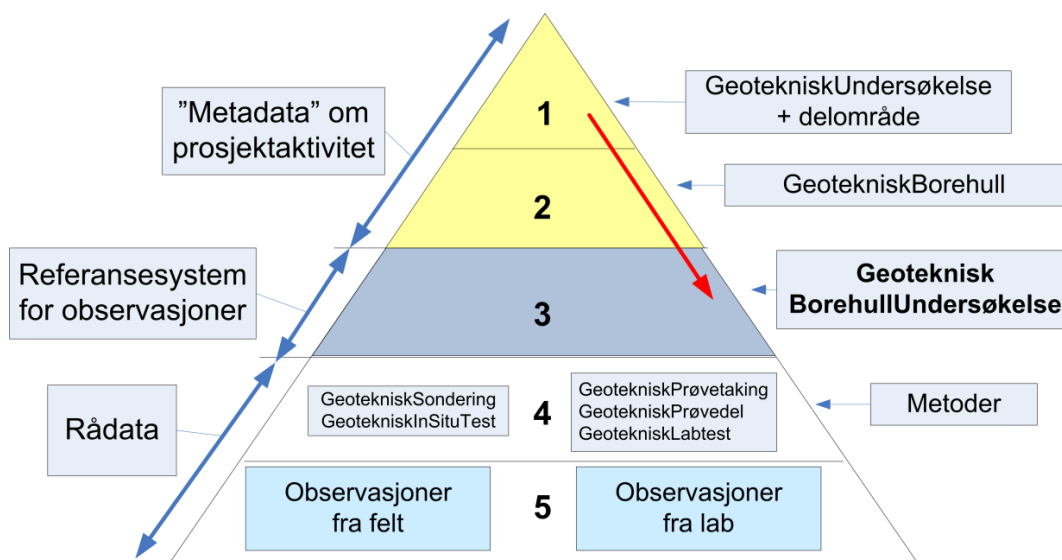 ”Metadata” om
prosjektaktivitet
Referansesystem
for observasjoner
Rådata
1
2
3
4
5
GeotekniskUndersøkelse
+ delområde
GeotekniskBorehull
Geoteknisk
BorehullUndersøkelse
Metoder
GeotekniskSondering
GeotekniskInSituTest
GeotekniskPrøvetaking
GeotekniskPrøvedel
GeotekniskLabtest
Observasjoner
fra felt
Observasjoner
fra lab